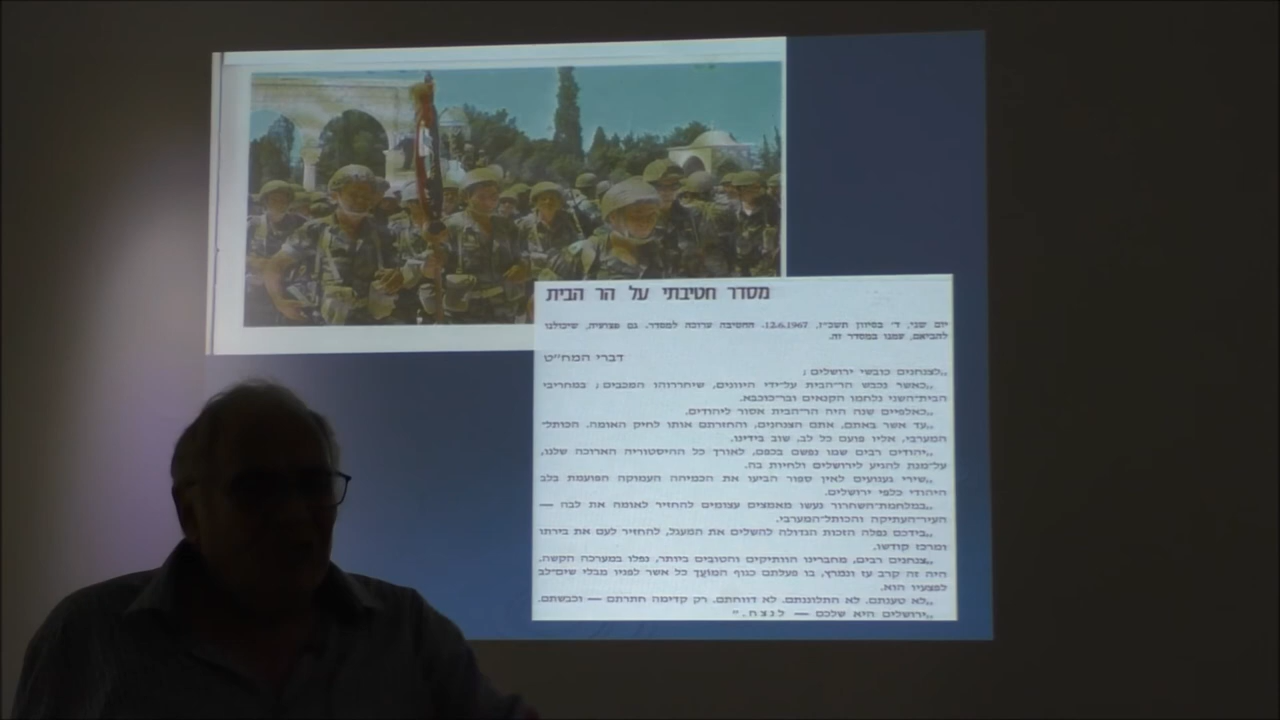 מסדר חטיבתי על הר הבית
יום שני, ד׳ בסיוון תשכ״ז, 12.6.1967. החטיבה ערוכה למסדר. גם פצועיה, שיכולנו
להביאם, שמנו במסדר זה.
דברי המח״ט
„לצנחנים כובשי ירושלים;
„כאשר נכבש הר־הבית על־ידי היוונים, שיחררוהו המכבים; במחריבי
הבית־השני נלחמו הקנאים ובר־כוכבא.
„כאלפיים שנה היה הר־הבית אסור ליהודים.
„עד אשר באתם, אתם הצנחנים, והחזרתם אותו לחיק האומה. הכותל־
המערבי, אליו פועם כל לב, שוב בידינו.
„יהודים רבים שמו נפשם בכפם, לאורך כל ההיסטוריה הארוכה שלנו,
על־מנת להגיע לירושלים ולחיות בה.
„שירי געגועים לאין ספור הביעו את הכמיהה העמוקה הפועמת בלב
היהודי כלפי ירושלים.
„במלחמת־השחרור נעשו מאמצים עצומים להחזיר לאומה את לבה —
העיר־העתיקה והכותל־המערבי.
„בידכם נפלה הזכות הגדולה להשלים את המעגל, להחזיר לעם את בירתו
ומרכז קודשו.
„צנחנים רבים, מחברינו הוותיקים והטובים ביותר, נפלו במערכה הקשה.
היה זה קרב עז ונמרץ, בו פעלתם כגוף המוֹעֵך כל אשר לפניו מבלי שים־לב
לפצעיו הוא.
„לא טענתם. לא התלוננתם. לא דווחתם. רק קדימה חתרתם — וכבשתם.
„ירושלים היא שלכם — לנצח.״